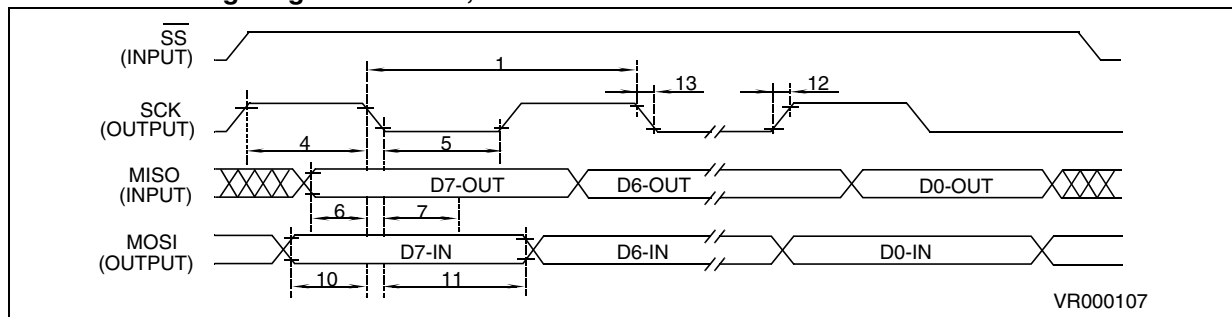 SS
(INPUT)
1
13
12
SCK
(OUTPUT)
4
5
MISO
(INPUT)
D7-OUT
D6-OUT
D0-OUT
6
7
MOSI
(OUTPUT)
D7-IN
D6-IN
D0-IN
10
11
VR000107